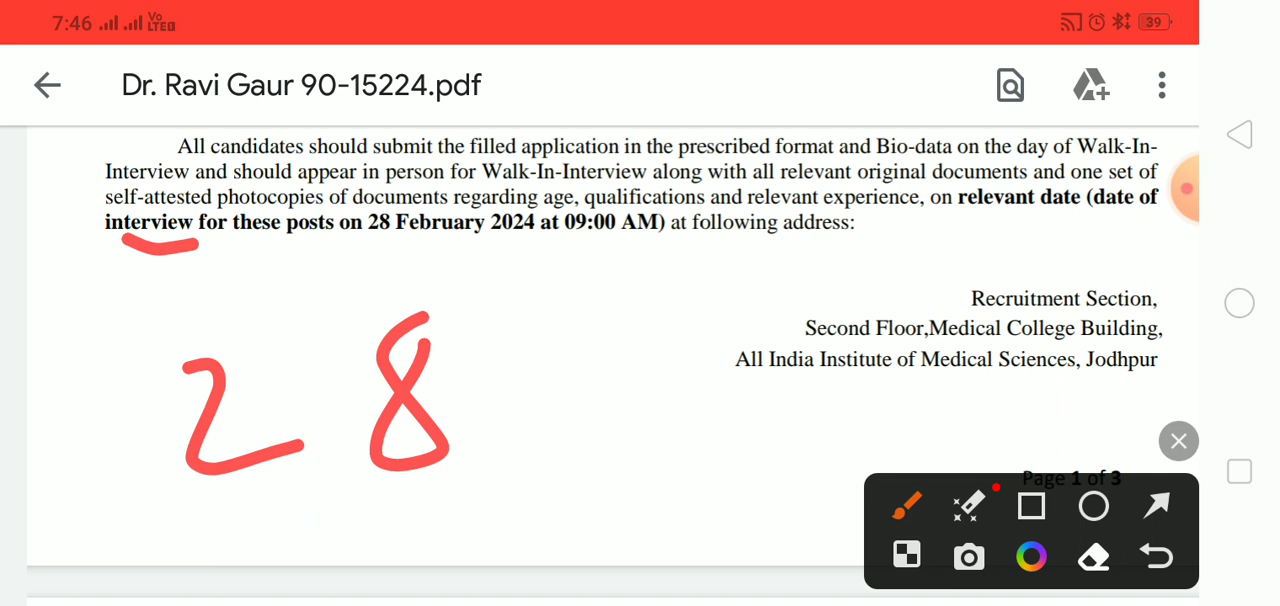 7:46 Vo LTE 39
Dr. Ravi Gaur 90-15224.pdf
All candidates should submit the filled application in the prescribed format and Bio-data on the day of Walk-In-
Interview and should appear in person for Walk-In-Interview along with all relevant original documents and one set of
self-attested photocopies of documents regarding age, qualifications and relevant experience, on relevant date (date of
interview for these posts on 28 February 2024 at 09:00 AM) at following address:
Recruitment Section,
Second Floor,Medical College Building,
All India Institute of Medical Sciences, Jodhpur
28
Page 1 of 3